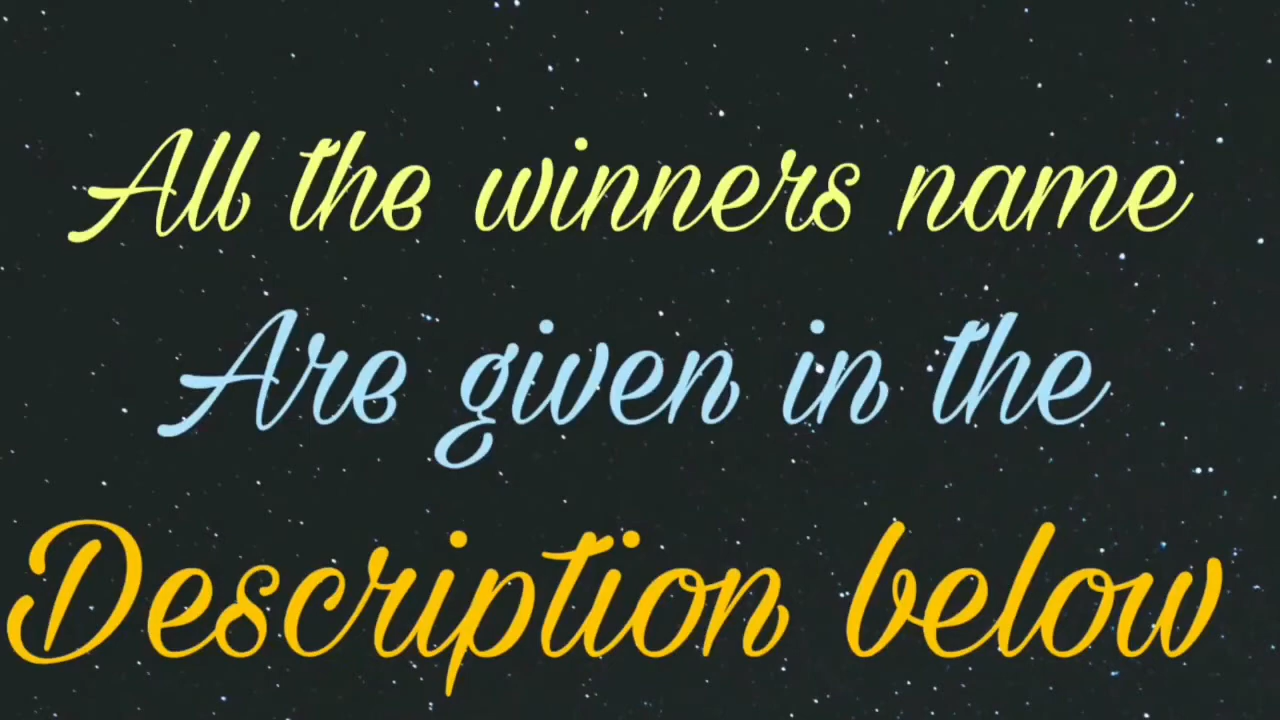 All the winners name
Are given in the
Description below